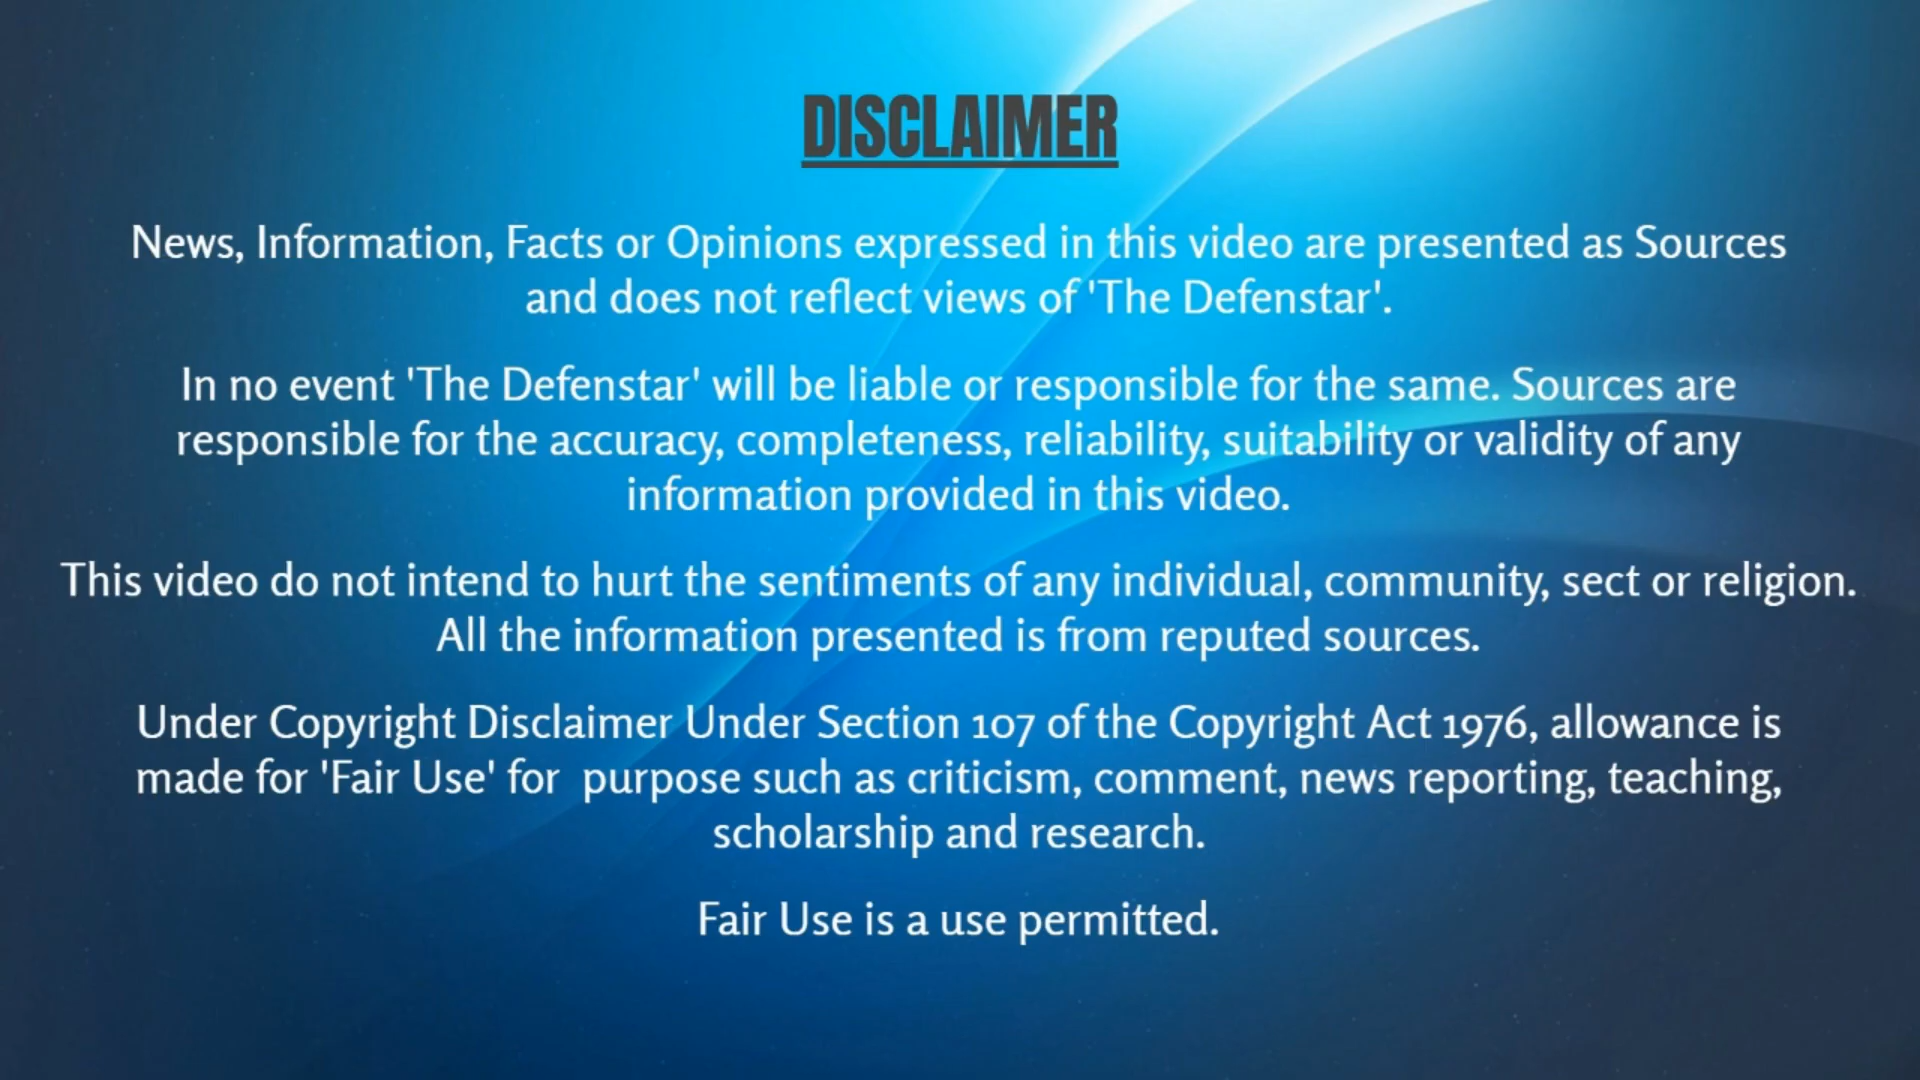 DISCLAIMER
News, Information, Facts or Opinions expressed in this video are presented as Sources
and does not reflect views of 'The Defenstar'.
In no event 'The Defenstar' will be liable or responsible for the same. Sources are
responsible for the accuracy, completeness, reliability, suitability or validity of any
information provided in this video.
This video do not intend to hurt the sentiments of any individual, community, sect or religion.
All the information presented is from reputed sources.
Under Copyright Disclaimer Under Section 107 of the Copyright Act 1976, allowance is
made for 'Fair Use' for  purpose such as criticism, comment, news reporting, teaching,
scholarship and research.
Fair Use is a use permitted.